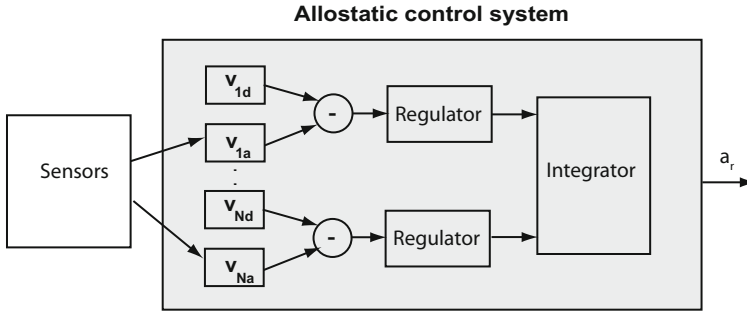 Allostatic control system
Sensors
v1d
v1a
vNd
vNa
-
-
Regulator
Regulator
Integrator
ar